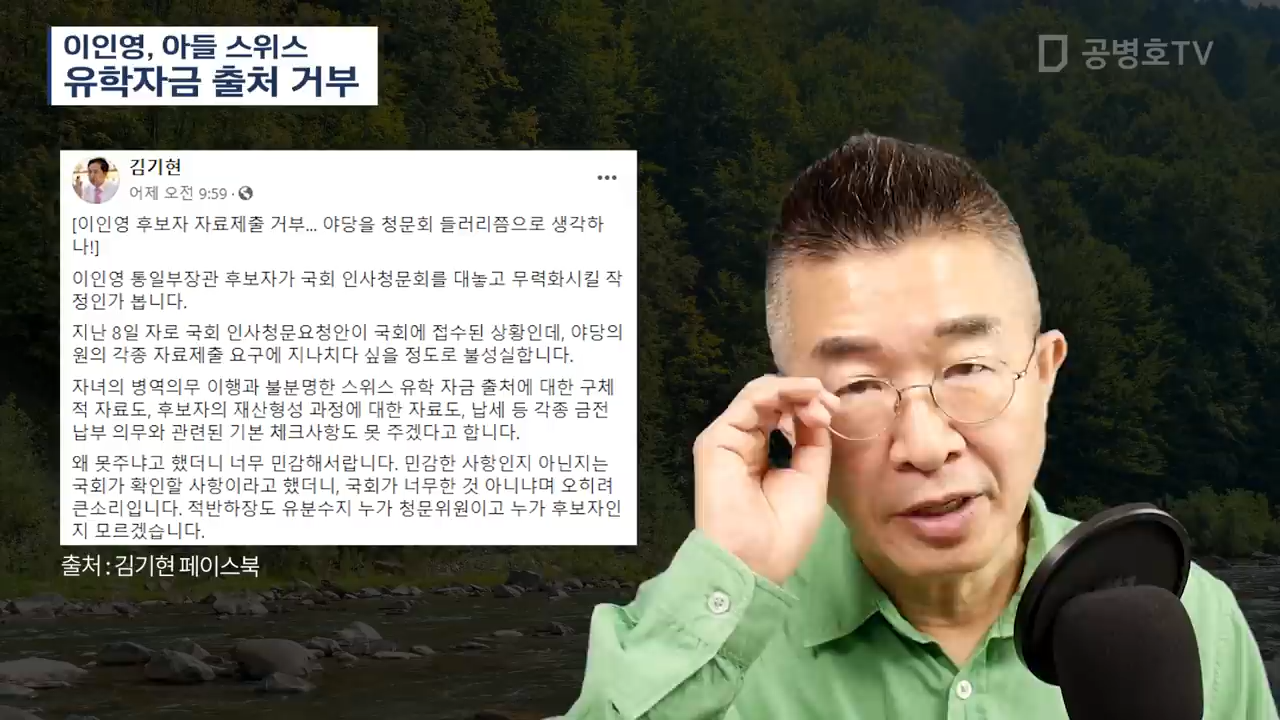 이인영, 아들 스위스
유학자금 출처 거부
공병호TV
김기현
어제 오전 9:59 ·
[이인영 후보자 자료제출 거부... 야당을 청문회 들러리쯤으로 생각하
나!]
이인영 통일부장관 후보자가 국회 인사청문회를 대놓고 무력화시킬 작
정인가 봅니다.
지난 8일 자로 국회 인사청문요청안이 국회에 접수된 상황인데, 야당의
원의 각종 자료제출 요구에 지나치다 싶을 정도로 불성실합니다.
자녀의 병역의무 이행과 불분명한 스위스 유학 자금 출처에 대한 구체
적 자료도, 후보자의 재산형성 과정에 대한 자료도, 납세 등 각종 금전
납부 의무와 관련된 기본 체크사항도 못 주겠다고 합니다.
왜 못주냐고 했더니 너무 민감해서랍니다. 민감한 사항인지 아닌지는
국회가 확인할 사항이라고 했더니, 국회가 너무한 것 아니냐며 오히려
큰소리입니다. 적반하장도 유분수지 누가 청문위원이고 누가 후보자인
지 모르겠습니다.
출처 : 김기현 페이스북